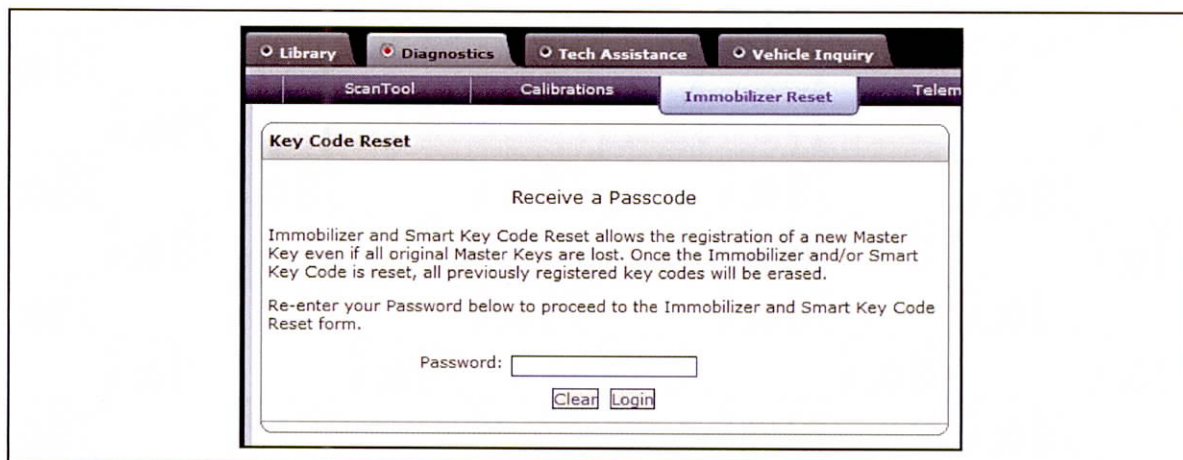 Library Diagnostics Tech Assistance Vehicle Inquiry
ScanTool Calibrations Immobilizer Reset Telem
Key Code Reset
Receive a Passcode
Immobilizer and Smart Key Code Reset allows the registration of a new Master
Key even if all original Master Keys are lost. Once the Immobilizer and/or Smart
Key Code is reset, all previously registered key codes will be erased.
Re-enter your Password below to proceed to the Immobilizer and Smart Key Code
Reset form.
Password:
Clear Login